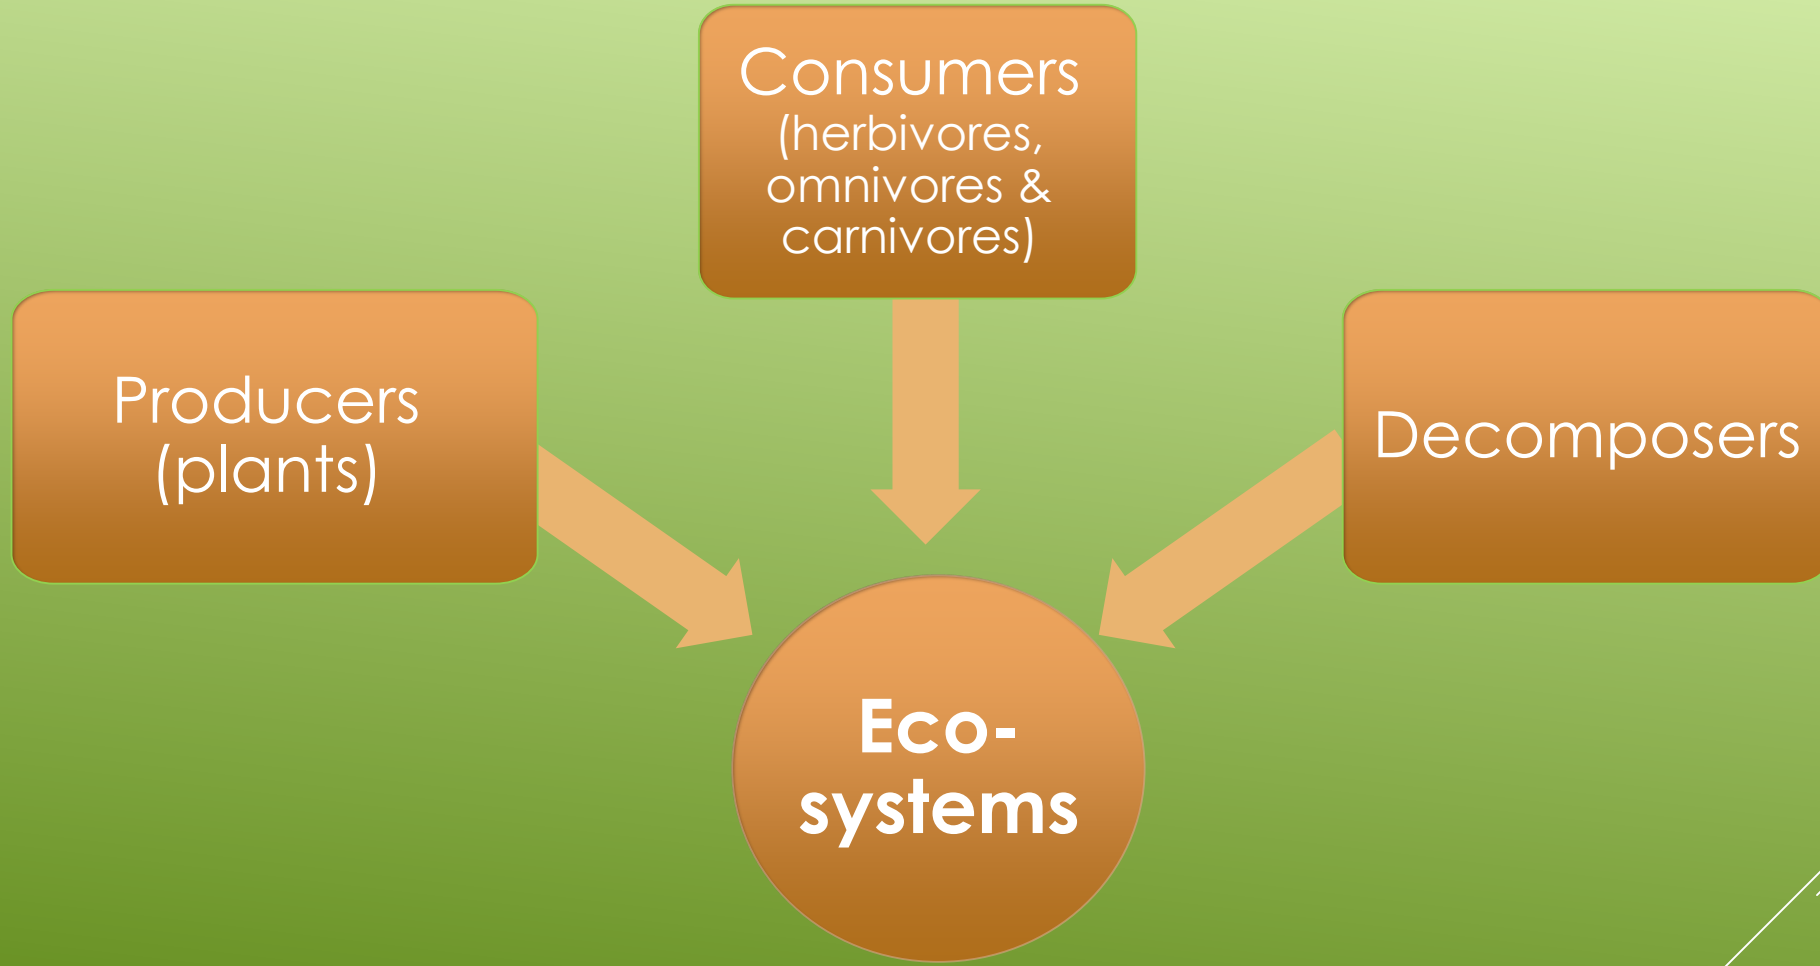 Consumers
(herbivores,
omnivores &
carnivores)
Producers
(plants)
Decomposers
Eco-
systems